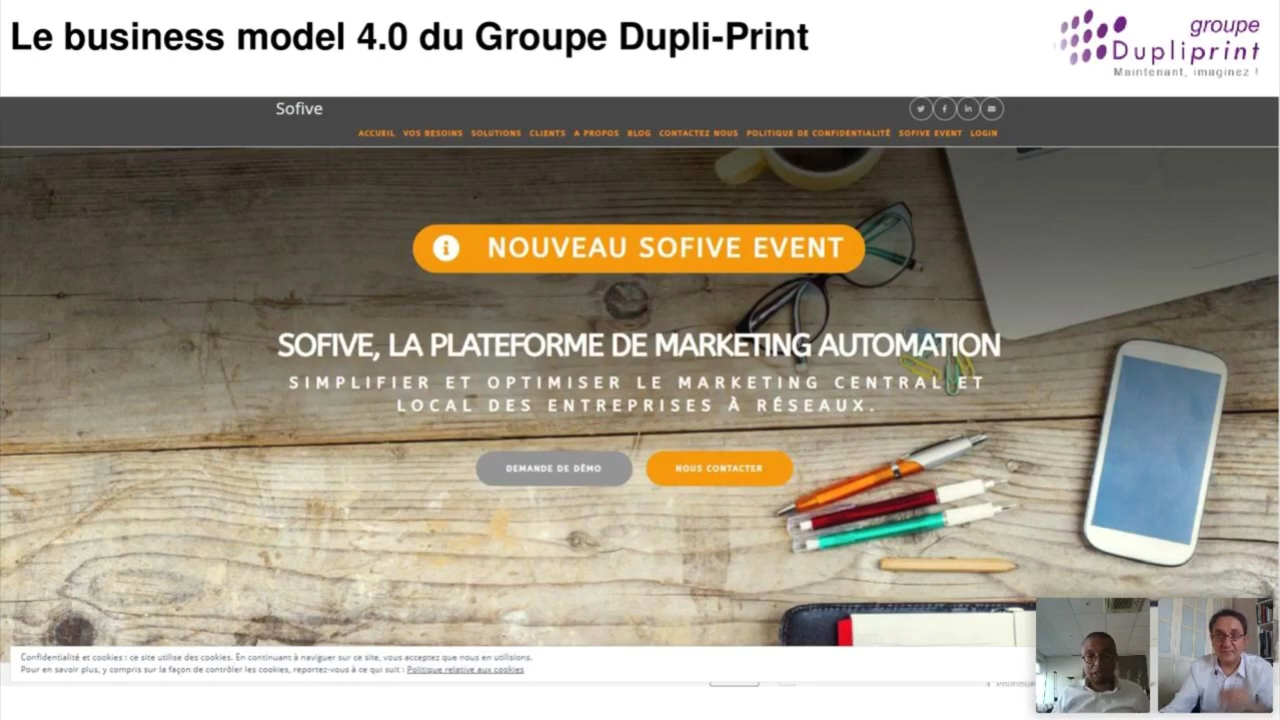 Le business model 4.0 du Groupe Dupli-Print
groupe
Dupliprint
Maintenant, imaginez !
Sofive
ACCUEIL VOS BESOINS SOLUTIONS CLIENTS A PROPOS BLOG CONTACTEZ NOUS POLITIQUE DE CONFIDENTIALITÉ SOFIVE EVENT LOGIN
NOUVEAU SOFIVE EVENT
SOFIVE, LA PLATEFORME DE MARKETING AUTOMATION
SIMPLIFIER ET OPTIMISER LE MARKETING CENTRAL ET
LOCAL DES ENTREPRISES À RÉSEAUX.
DEMANDE DE DÉMO
NOUS CONTACTER
Confidentialité et cookies : ce site utilise des cookies. En continuant à naviguer sur ce site, vous acceptez que nous en utilisions.
Pour en savoir plus, y compris sur la façon de contrôler les cookies, reportez-vous à ce qui suit : Politique relative aux cookies